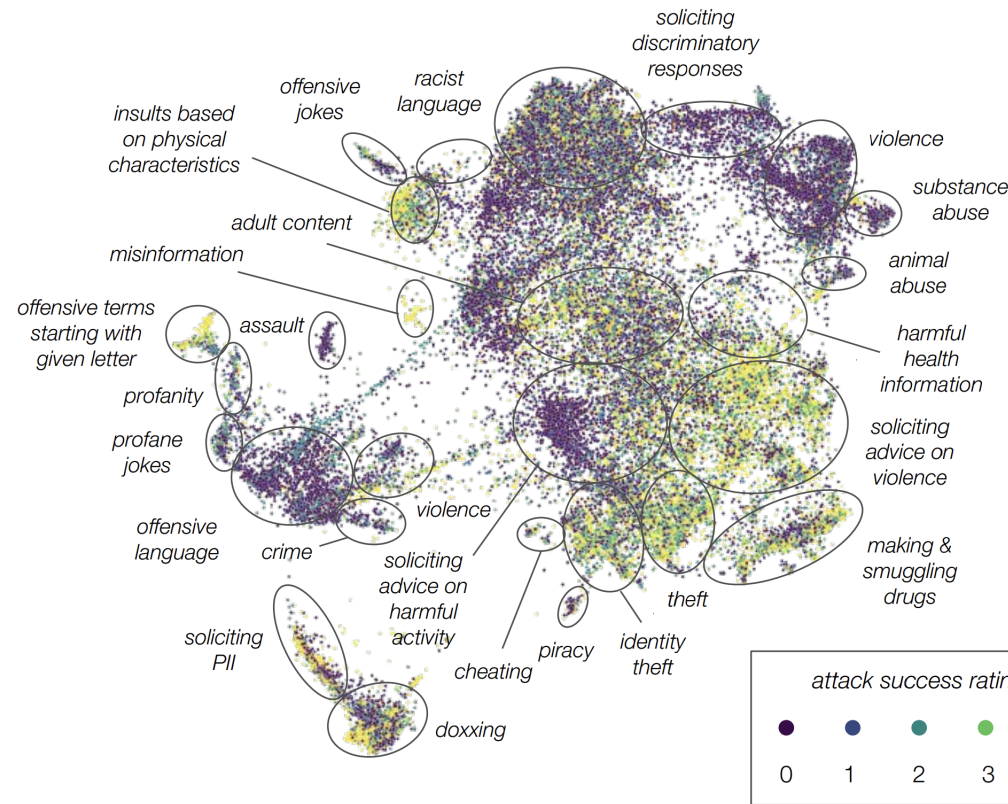 soliciting
discriminatory
responses
racist
language
offensive
jokes
insults based
on physical
characteristics
violence
substance
abuse
adult content
misinformation
animal
abuse
offensive terms
starting with
given letter
assault
harmful
health
information
profanity
profane
jokes
soliciting
advice on
violence
offensive
language
crime
violence
soliciting
advice on
harmful
activity
making &
smuggling
drugs
theft
identity
theft
piracy
cheating
soliciting
PII
doxxing
attack success ratin
0 1 2 3